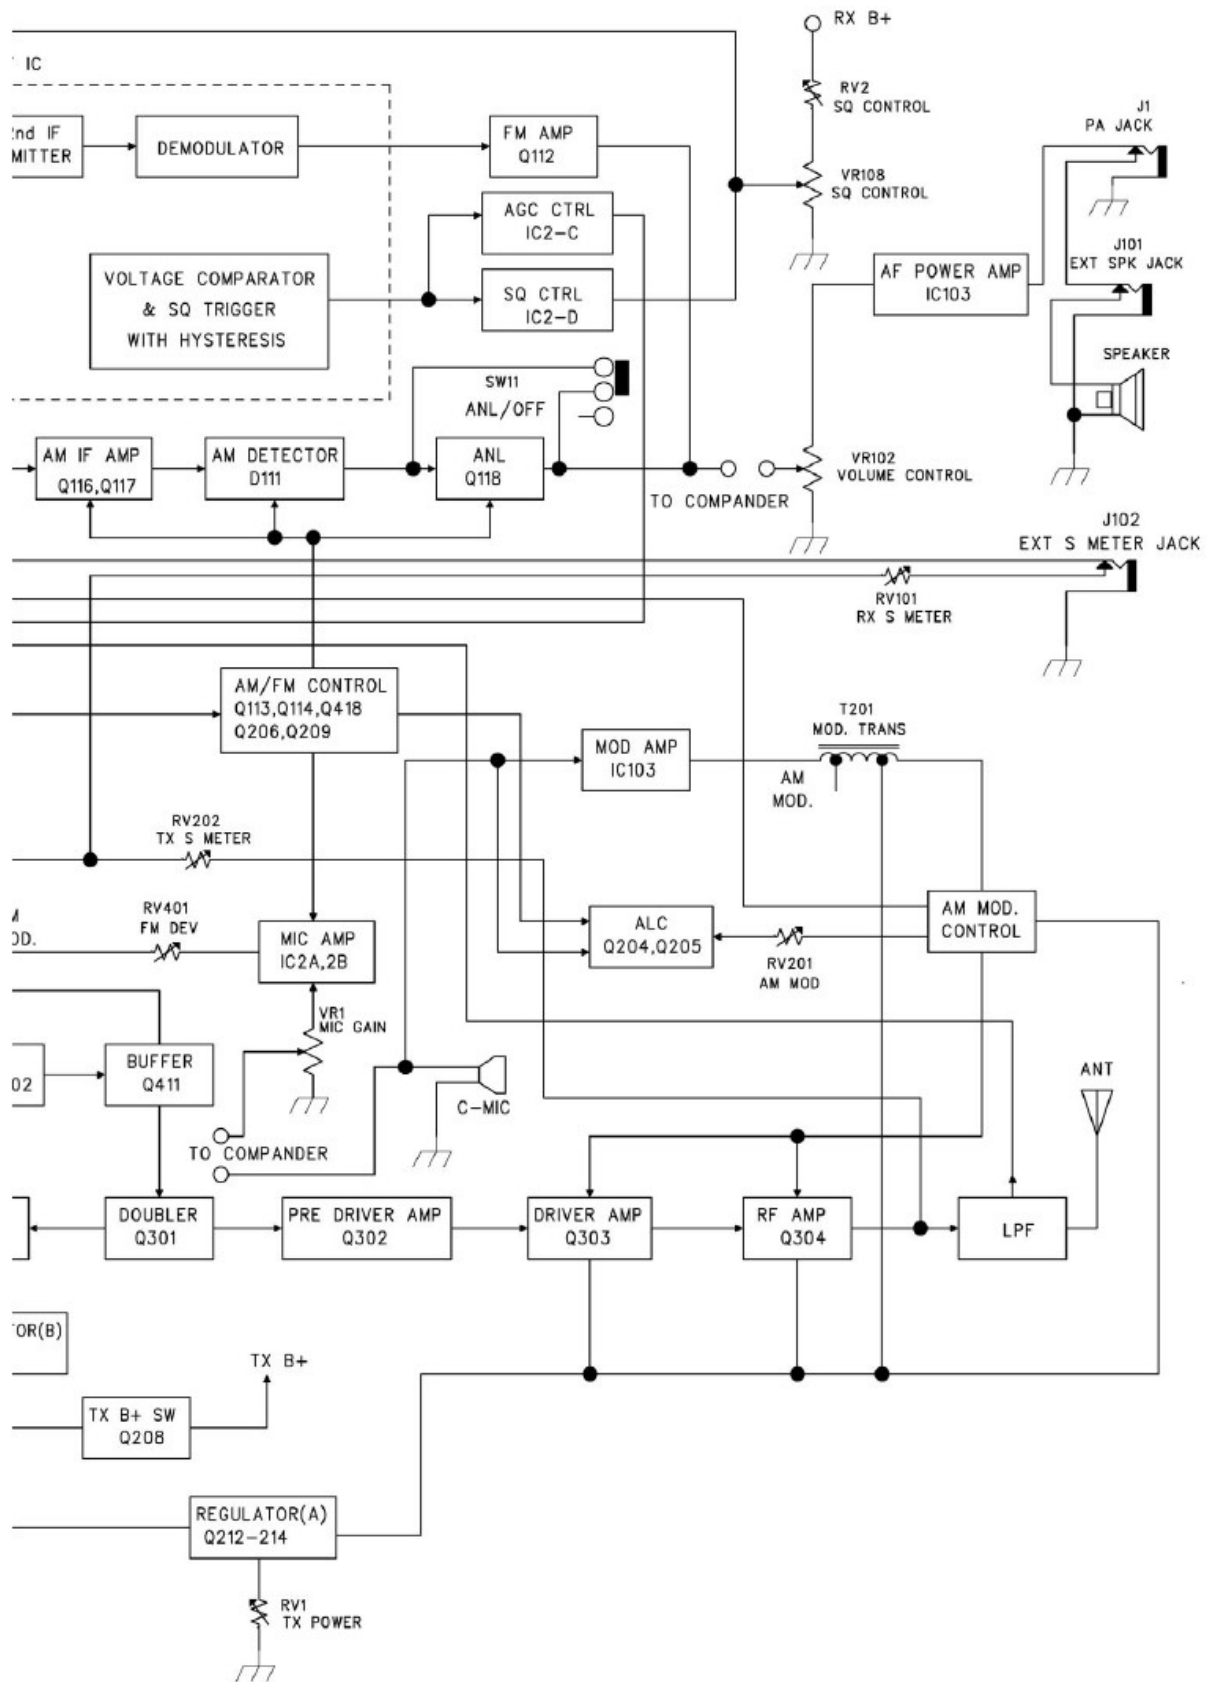 RX B+
IC
RV2
SQ CONTROL
J1
PA JACK
2nd IF
MITTER
DEMODULATOR
FM AMP
Q112
VR108
SQ CONTROL
AGC CTRL
IC2-C
J101
EXT SPK JACK
VOLTAGE COMPARATOR
& SQ TRIGGER
WITH HYSTERESIS
SQ CTRL
IC2-D
AF POWER AMP
IC103
SPEAKER
SW11
ANL/OFF
AM IF AMP
Q116,Q117
AM DETECTOR
D111
ANL
Q118
VR102
VOLUME CONTROL
TO COMPANDER
J102
EXT S METER JACK
RV101
RX S METER
AM/FM CONTROL
Q113,Q114,Q418
Q206,Q209
T201
MOD. TRANS
MOD AMP
IC103
AM
MOD.
RV202
TX S METER
M
OD.
RV401
FM DEV
MIC AMP
IC2A,2B
ALC
Q204,Q205
RV201
AM MOD
AM MOD.
CONTROL
VR1
MIC GAIN
02
BUFFER
Q411
C-MIC
ANT
TO COMPANDER
DOUBLER
Q301
PRE DRIVER AMP
Q302
DRIVER AMP
Q303
RF AMP
Q304
LPF
TOR(B)
TX B+
TX B+ SW
Q208
REGULATOR(A)
Q212-214
RV1
TX POWER